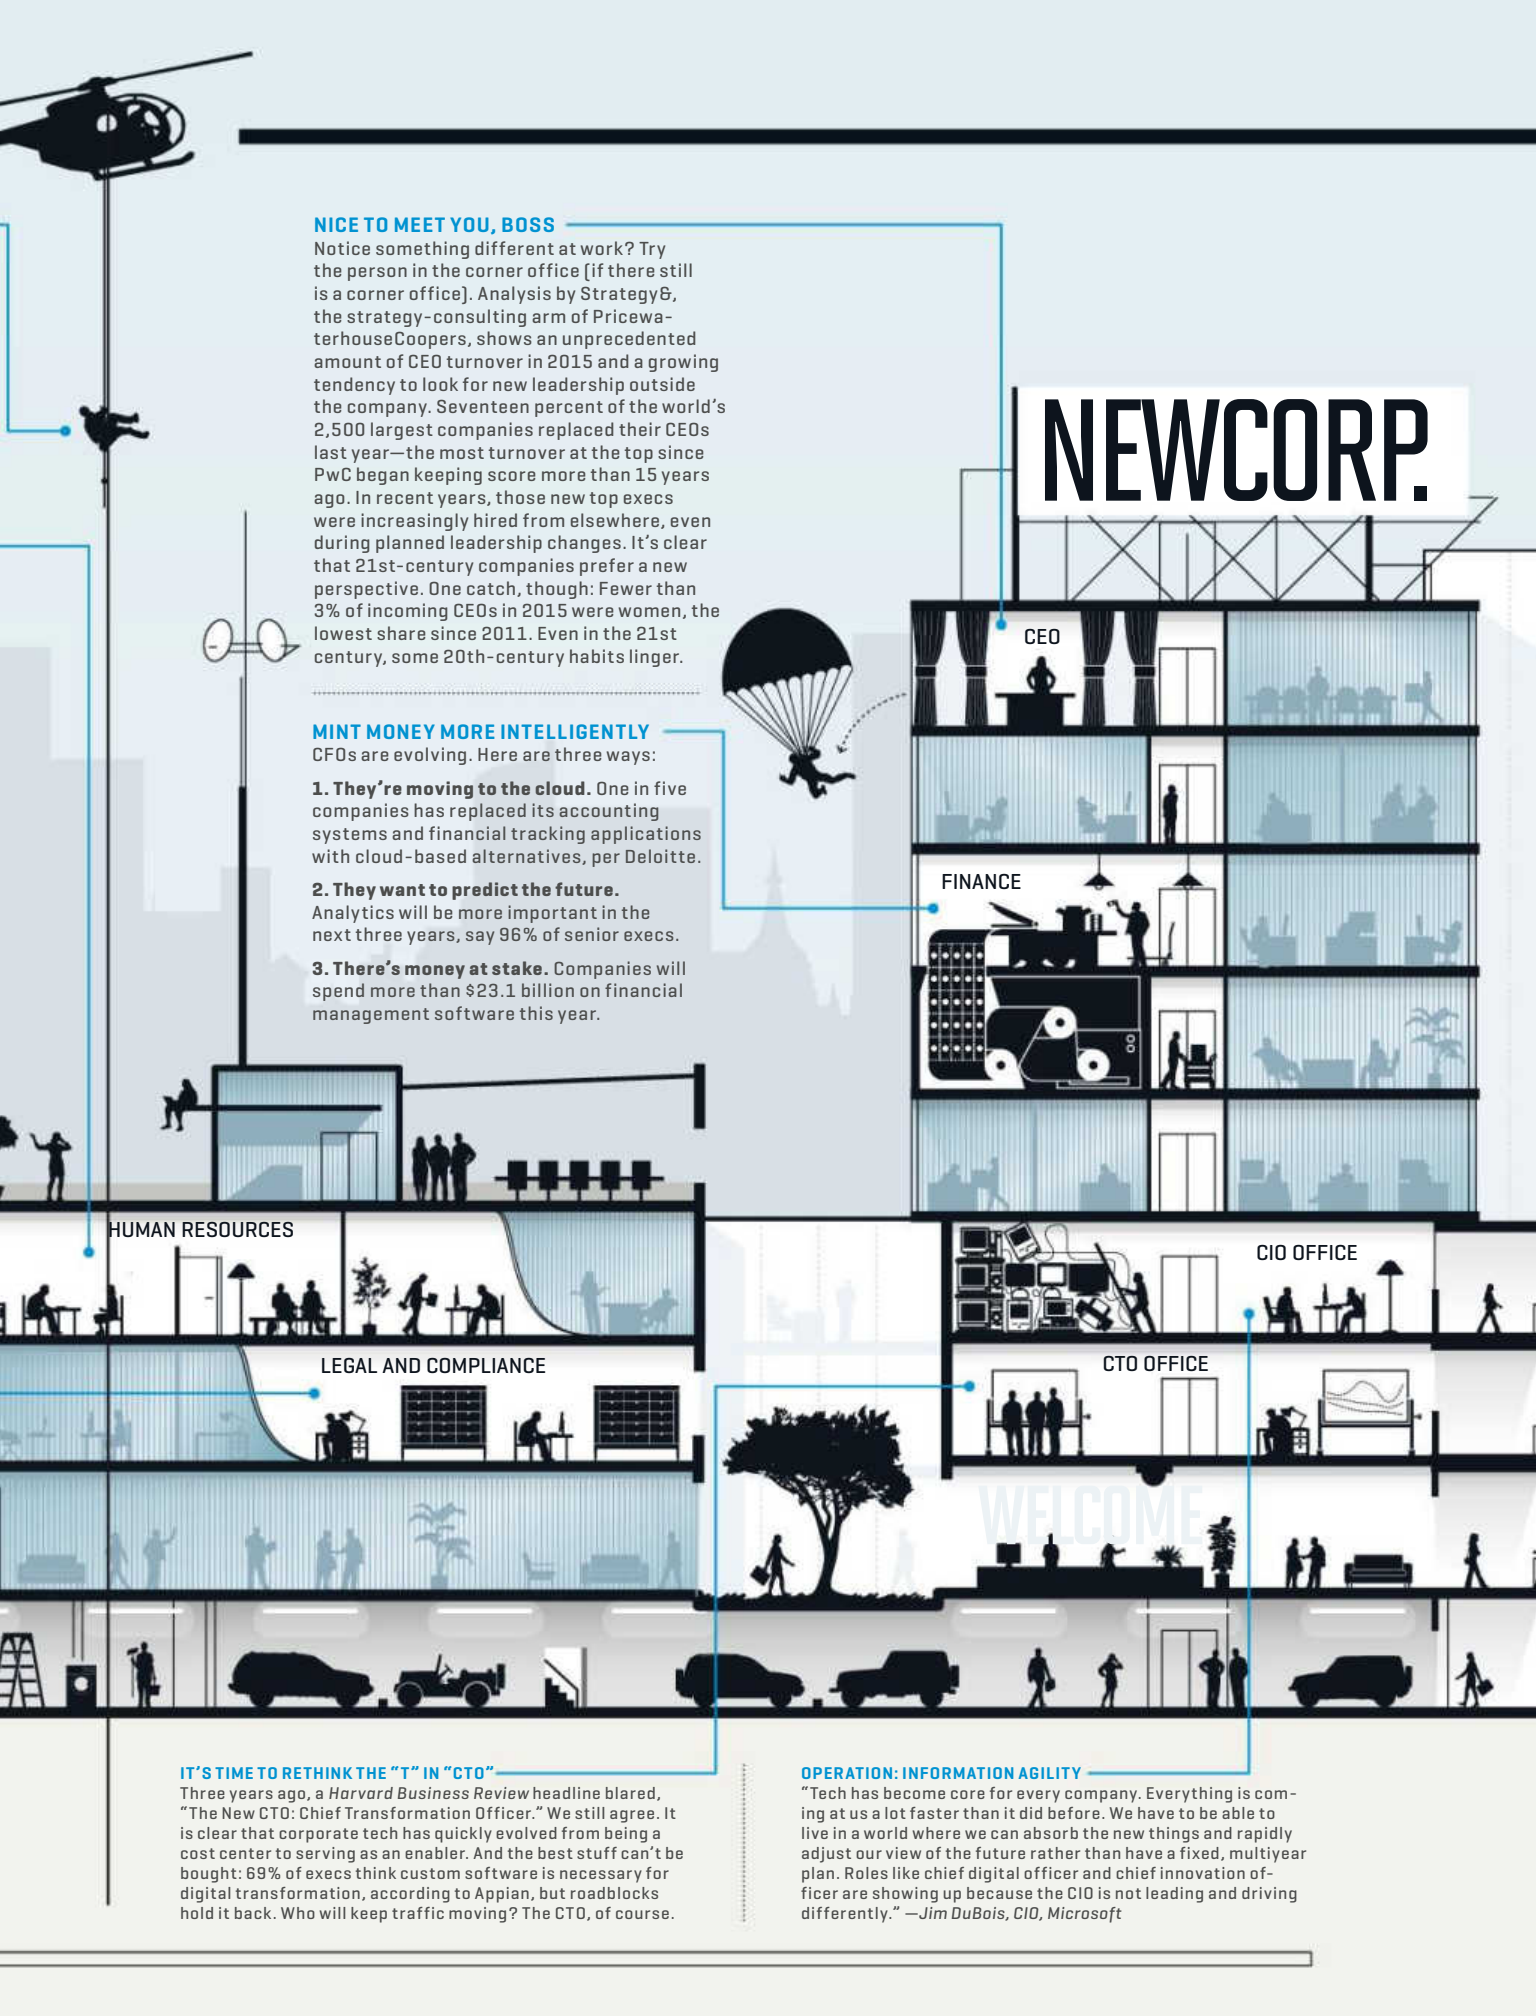 NICE TO MEET YOU, BOSS
Notice something different at work? Try
the person in the corner office (if there still
is a corner office). Analysis by Strategy&,
the strategy-consulting arm of Pricewa-
terhouseCoopers, shows an unprecedented
amount of CEO turnover in 2015 and a growing
tendency to look for new leadership outside
the company. Seventeen percent of the world's
2,500 largest companies replaced their CEOs
last year—the most turnover at the top since
PwC began keeping score more than 15 years
ago. In recent years, those new top execs
were increasingly hired from elsewhere, even
during planned leadership changes. It's clear
that 21st-century companies prefer a new
perspective. One catch, though: Fewer than
3% of incoming CEOs in 2015 were women, the
lowest share since 2011. Even in the 21st
century, some 20th-century habits linger.
MINT MONEY MORE INTELLIGENTLY
CFOs are evolving. Here are three ways:
1. They're moving to the cloud. One in five
companies has replaced its accounting
systems and financial tracking applications
with cloud-based alternatives, per Deloitte.
2. They want to predict the future.
Analytics will be more important in the
next three years, say 96% of senior execs.
3. There's money at stake. Companies will
spend more than $23.1 billion on financial
management software this year.
NEWCORP.
CEO
FINANCE
HUMAN RESOURCES
CIO OFFICE
LEGAL AND COMPLIANCE
CTO OFFICE
WELCOME
IT'S TIME TO RETHINK THE "T" IN "CTO"
Three years ago, a Harvard Business Review headline blared,
"The New CTO: Chief Transformation Officer." We still agree. It
is clear that corporate tech has quickly evolved from being a
cost center to serving as an enabler. And the best stuff can't be
bought: 69% of execs think custom software is necessary for
digital transformation, according to Appian, but roadblocks
hold it back. Who will keep traffic moving? The CTO, of course.
OPERATION: INFORMATION AGILITY
"Tech has become core for every company. Everything is com-
ing at us a lot faster than it did before. We have to be able to
live in a world where we can absorb the new things and rapidly
adjust our view of the future rather than have a fixed, multiyear
plan. Roles like chief digital officer and chief innovation of-
ficer are showing up because the CIO is not leading and driving
differently." —Jim DuBois, CIO, Microsoft